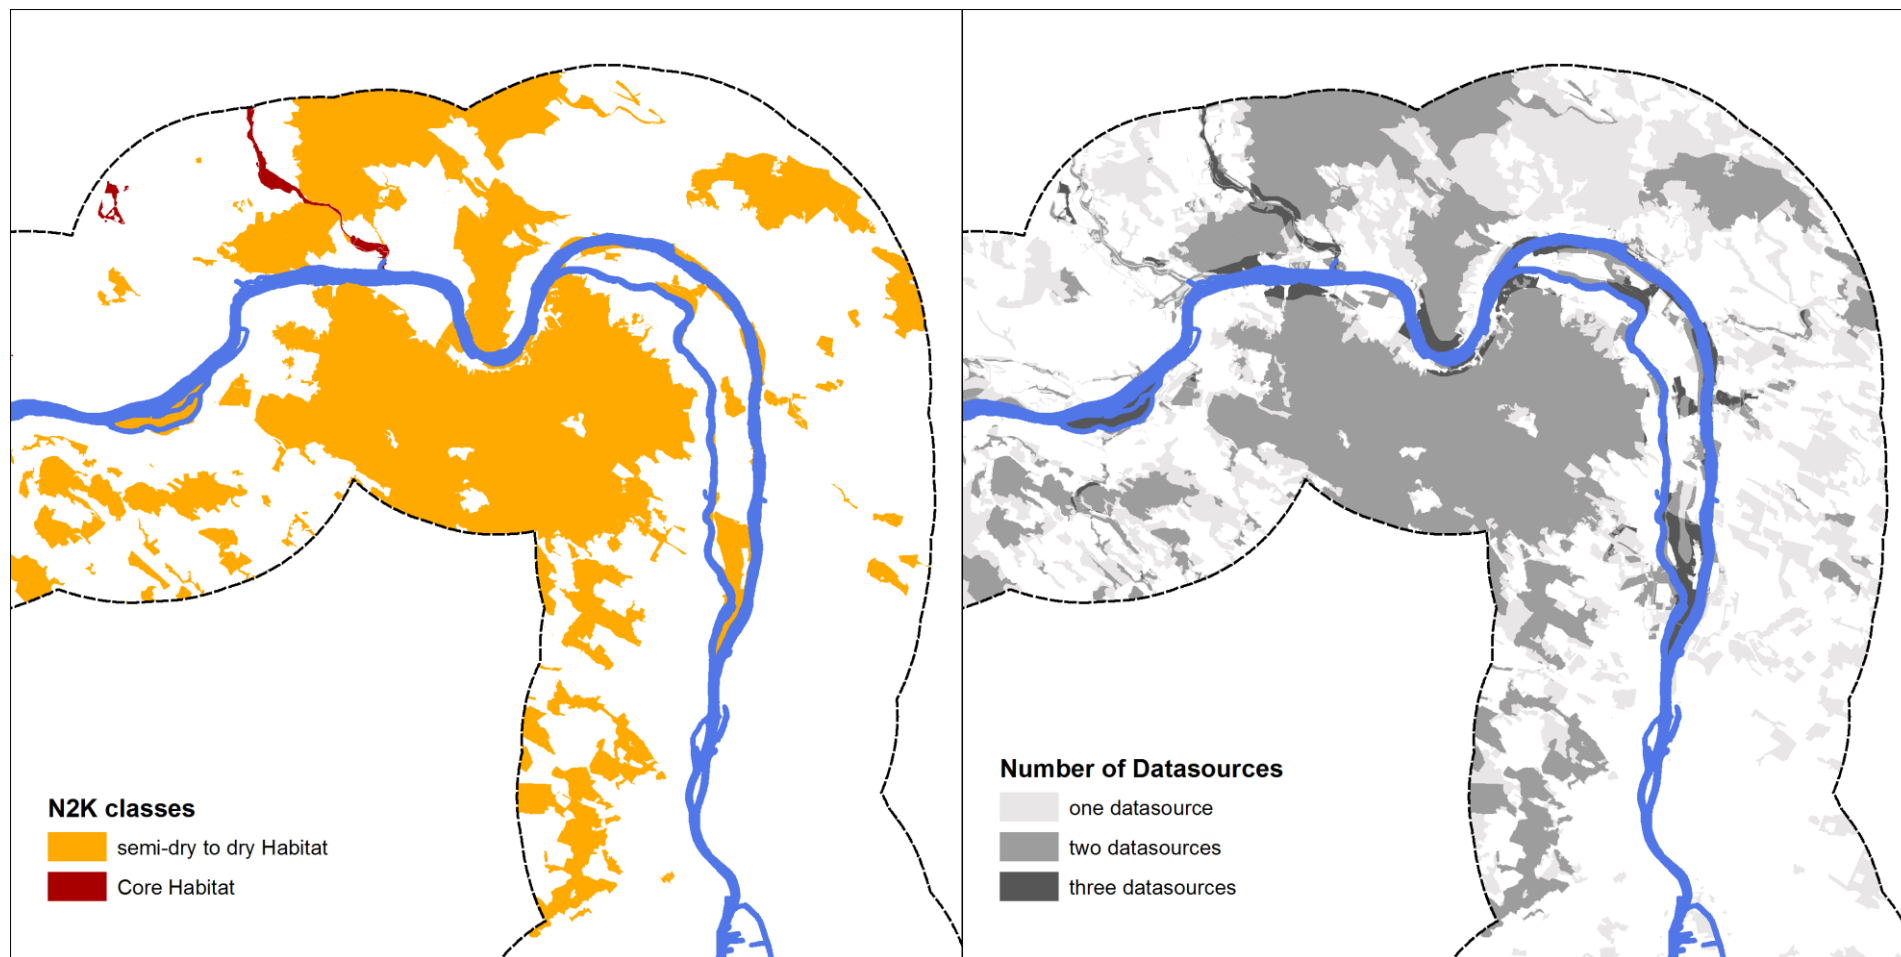 N2K classes
semi-dry to dry Habitat
Core Habitat
Number of Datasources
one datasource
two datasources
three datasources